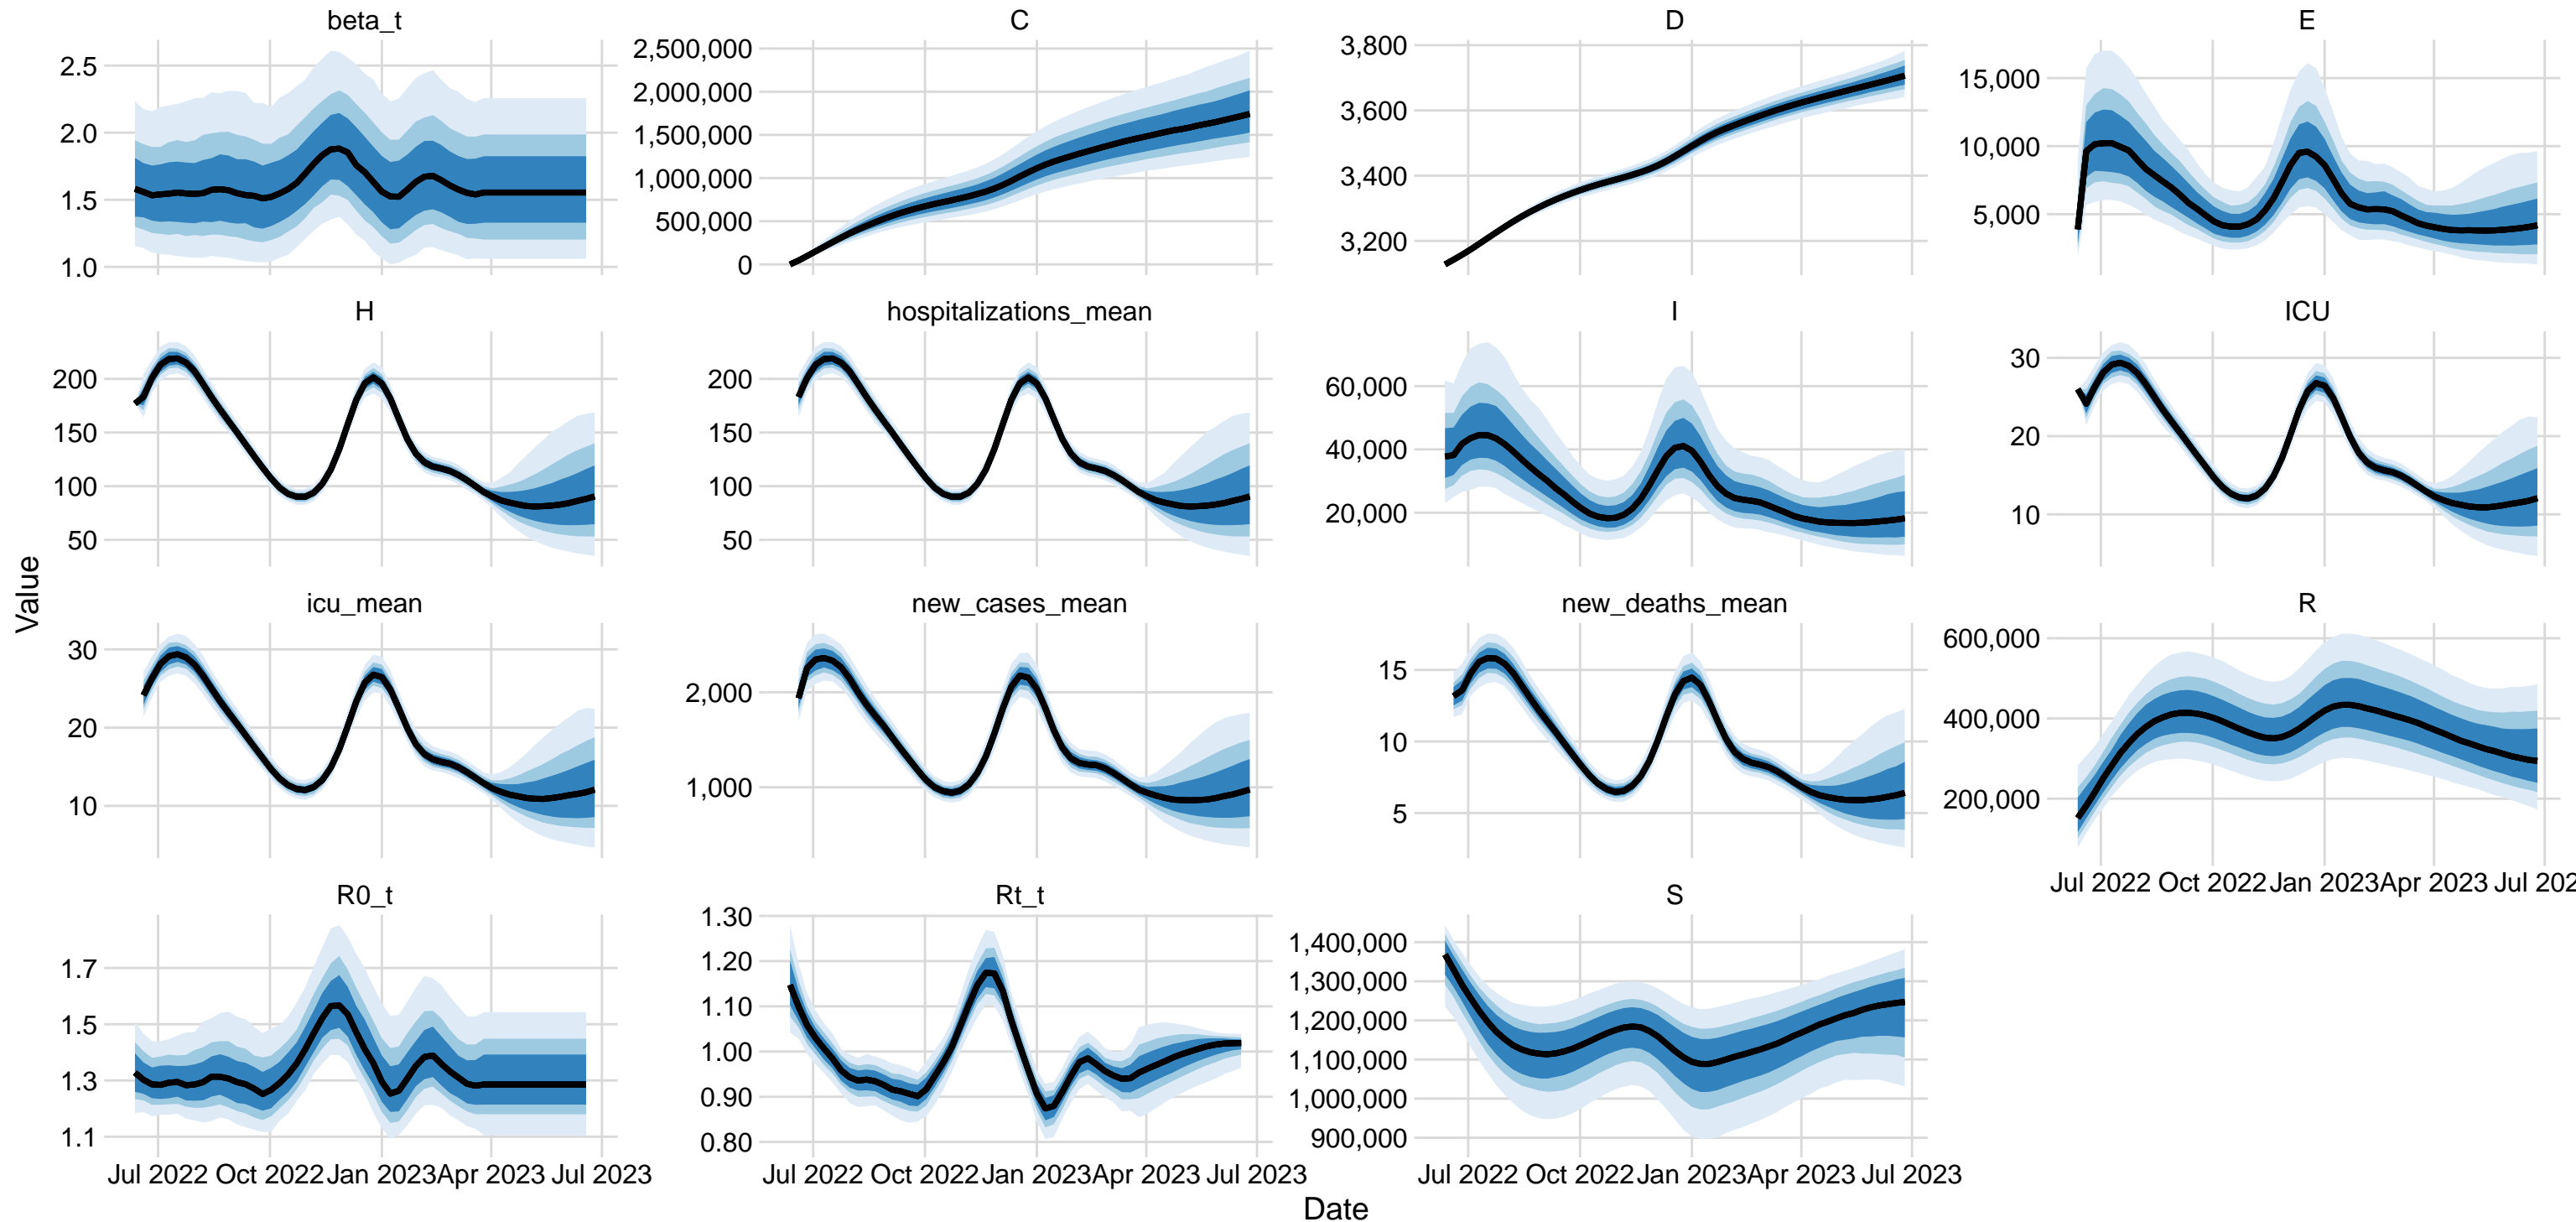 beta_t
C
D
E
2.5
2.0
1.5
1.0
2,500,000
2,000,000
1,500,000
1,000,000
500,000
0
3,800
3,600
3,400
3,200
15,000
10,000
5,000
H
hospitalizations_mean
I
ICU
200
150
100
50
200
150
100
50
60,000
40,000
20,000
30
20
10
Value
icu_mean
new_cases_mean
new_deaths_mean
R
30
20
10
2,000
1,000
15
10
5
600,000
400,000
200,000
Jul 2022 Oct 2022 Jan 2023 Apr 2023 Jul 202
R0_t
Rt_t
S
1.7
1.5
1.3
1.1
1.30
1.20
1.10
1.00
0.90
0.80
1,400,000
1,300,000
1,200,000
1,100,000
1,000,000
900,000
Jul 2022 Oct 2022 Jan 2023 Apr 2023 Jul 2023
Jul 2022 Oct 2022 Jan 2023 Apr 2023 Jul 2023
Jul 2022 Oct 2022 Jan 2023 Apr 2023 Jul 2023
Date